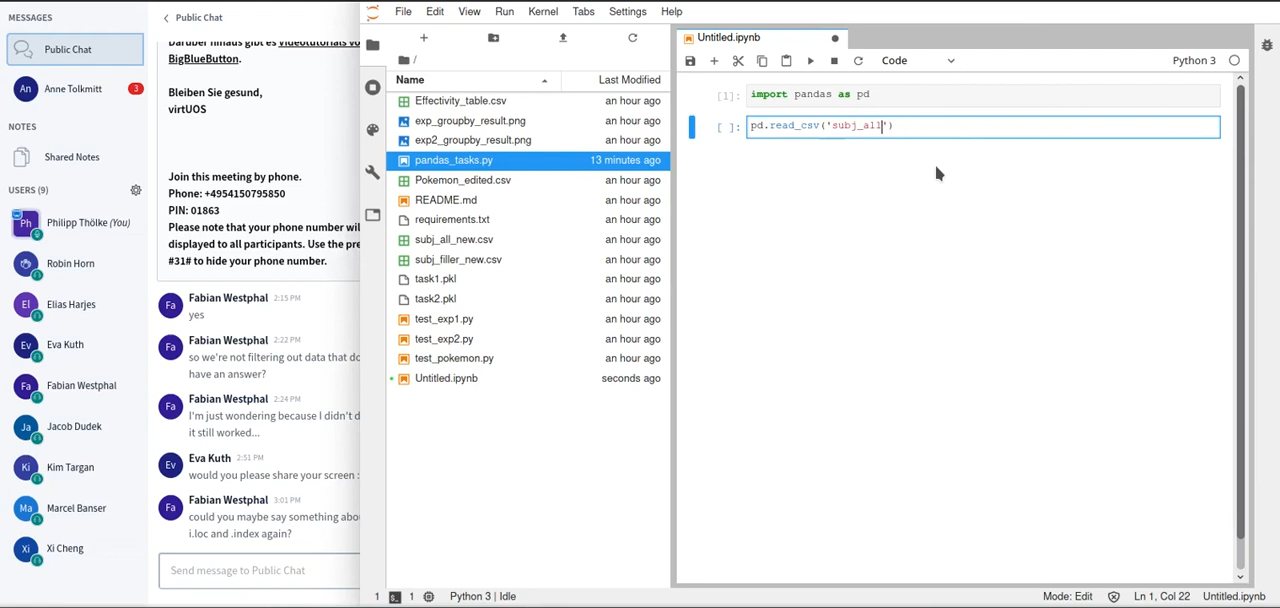 MESSAGES
Public Chat
An
Anne Tolkmitt
3
NOTES
Shared Notes
USERS (9)
Ph
Philipp Thölke (You)
Robin Horn
El
Elias Harjes
Ev
Eva Kuth
Fa
Fabian Westphal
Ja
Jacob Dudek
Ki
Kim Targan
Ma
Marcel Banser
Xi
Xi Cheng
Public Chat
Darüber hinaus gibt es Videotutorials
BigBlueButton.
Bleiben Sie gesund,
virtUOS
Join this meeting by phone.
Phone: +4954150795850
PIN: 01863
Please note that your phone number wil
displayed to all participants. Use the pre
#31# to hide your phone number.
Fa
Fabian Westphal 2:15 PM
yes
Fa
Fabian Westphal 2:22 PM
so we're not filtering out data that do
have an answer?
Fa
Fabian Westphal 2:24 PM
I'm just wondering because I didn't d
it still worked...
Ev
Eva Kuth 2:51 PM
would you please share your screen :
Fa
Fabian Westphal 3:01 PM
could you maybe say something abo
i.loc and .index again?
Send message to Public Chat
File Edit View Run Kernel Tabs Settings Help
/
Name Last Modified
Effectivity_table.csv an hour ago
exp_groupby_result.png an hour ago
exp2_groupby_result.png an hour ago
pandas_tasks.py 13 minutes ago
Pokemon_edited.csv an hour ago
README.md an hour ago
requirements.txt an hour ago
subj_all_new.csv an hour ago
subj_filler_new.csv an hour ago
task1.pkl an hour ago
task2.pkl an hour ago
test_exp1.py an hour ago
test_exp2.py an hour ago
test_pokemon.py an hour ago
Untitled.ipynb seconds ago
Untitled.ipynb
Code
Python 3
[1]: import pandas as pd
[ ]: pd.read_csv('subj_all')
1 1 Python 3 | Idle Mode: Edit Ln 1, Col 22 Untitled.ipynb